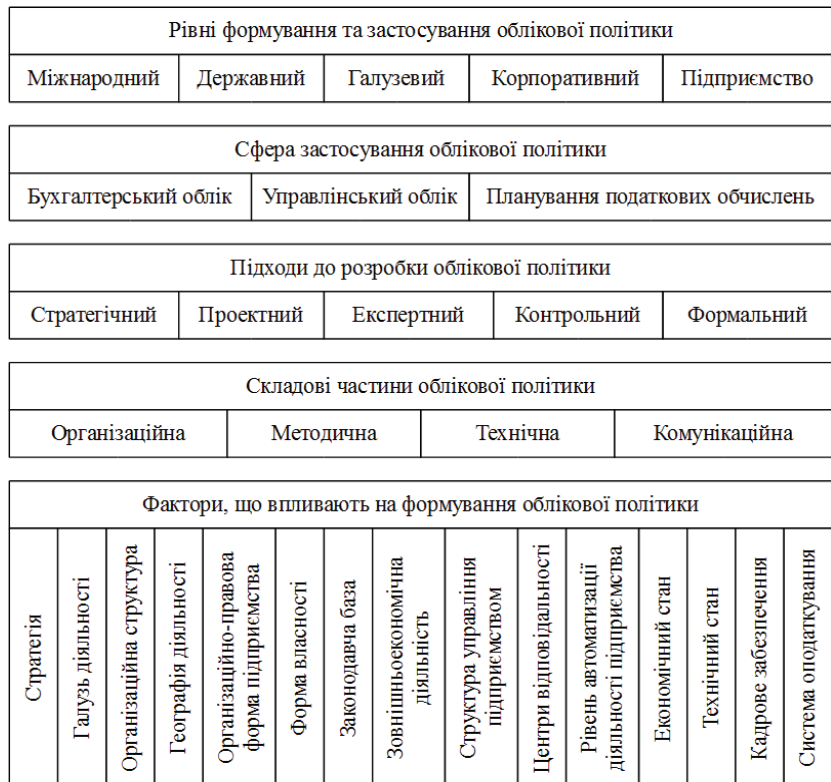 Рівні формування та застосування облікової політики
Міжнародний
Державний
Галузевий
Корпоративний
Підприємство
Сфера застосування облікової політики
Бухгалтерський облік
Управлінський облік
Планування податкових обчислень
Підходи до розробки облікової політики
Стратегічний
Проектний
Експертний
Контрольний
Формальний
Складові частини облікової політики
Організаційна
Методична
Технічна
Комунікаційна
Фактори, що впливають на формування облікової політики
Стратегія
Галузь діяльності
Організаційна структура
Географія діяльності
Організаційно-правова
форма підприємства
Форма власності
Законодавча база
Зовнішньоекономічна
діяльність
Структура управління
підприємством
Центри відповідальності
Рівень автоматизації
діяльності підприємства
Економічний стан
Технічний стан
Кадрове забезпечення
Система оподаткування